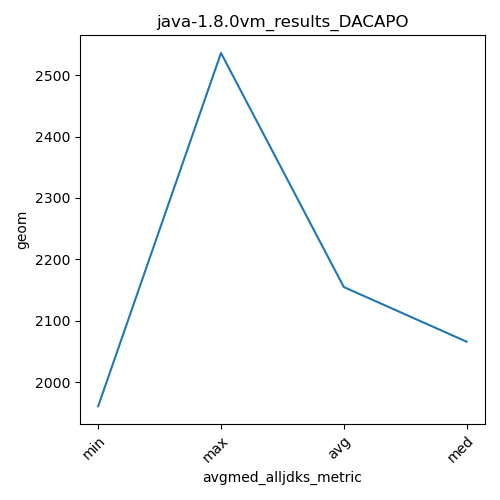 java-1.8.0vm_results_DACAPO
2500
2400
2300
2200
2100
2000
geom
min
max
avg
med
avgmed_alljdks_metric